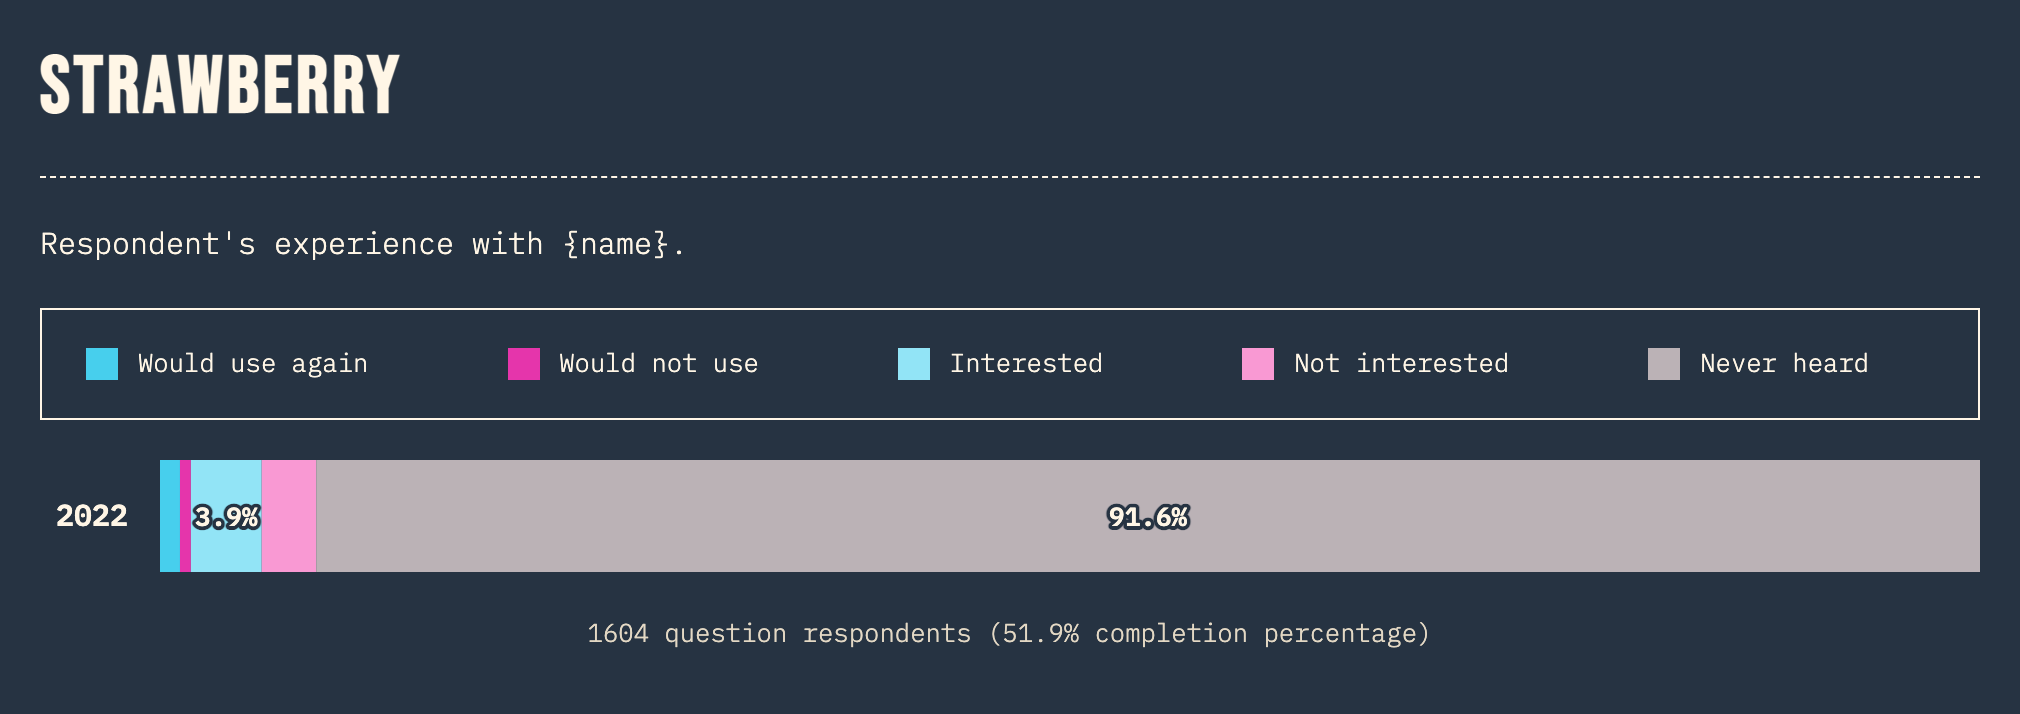 STRAWBERRY
Respondent's experience with {name}.
Would use again Would not use Interested Not interested Never heard
2022 3.9% 91.6%
1604 question respondents (51.9% completion percentage)